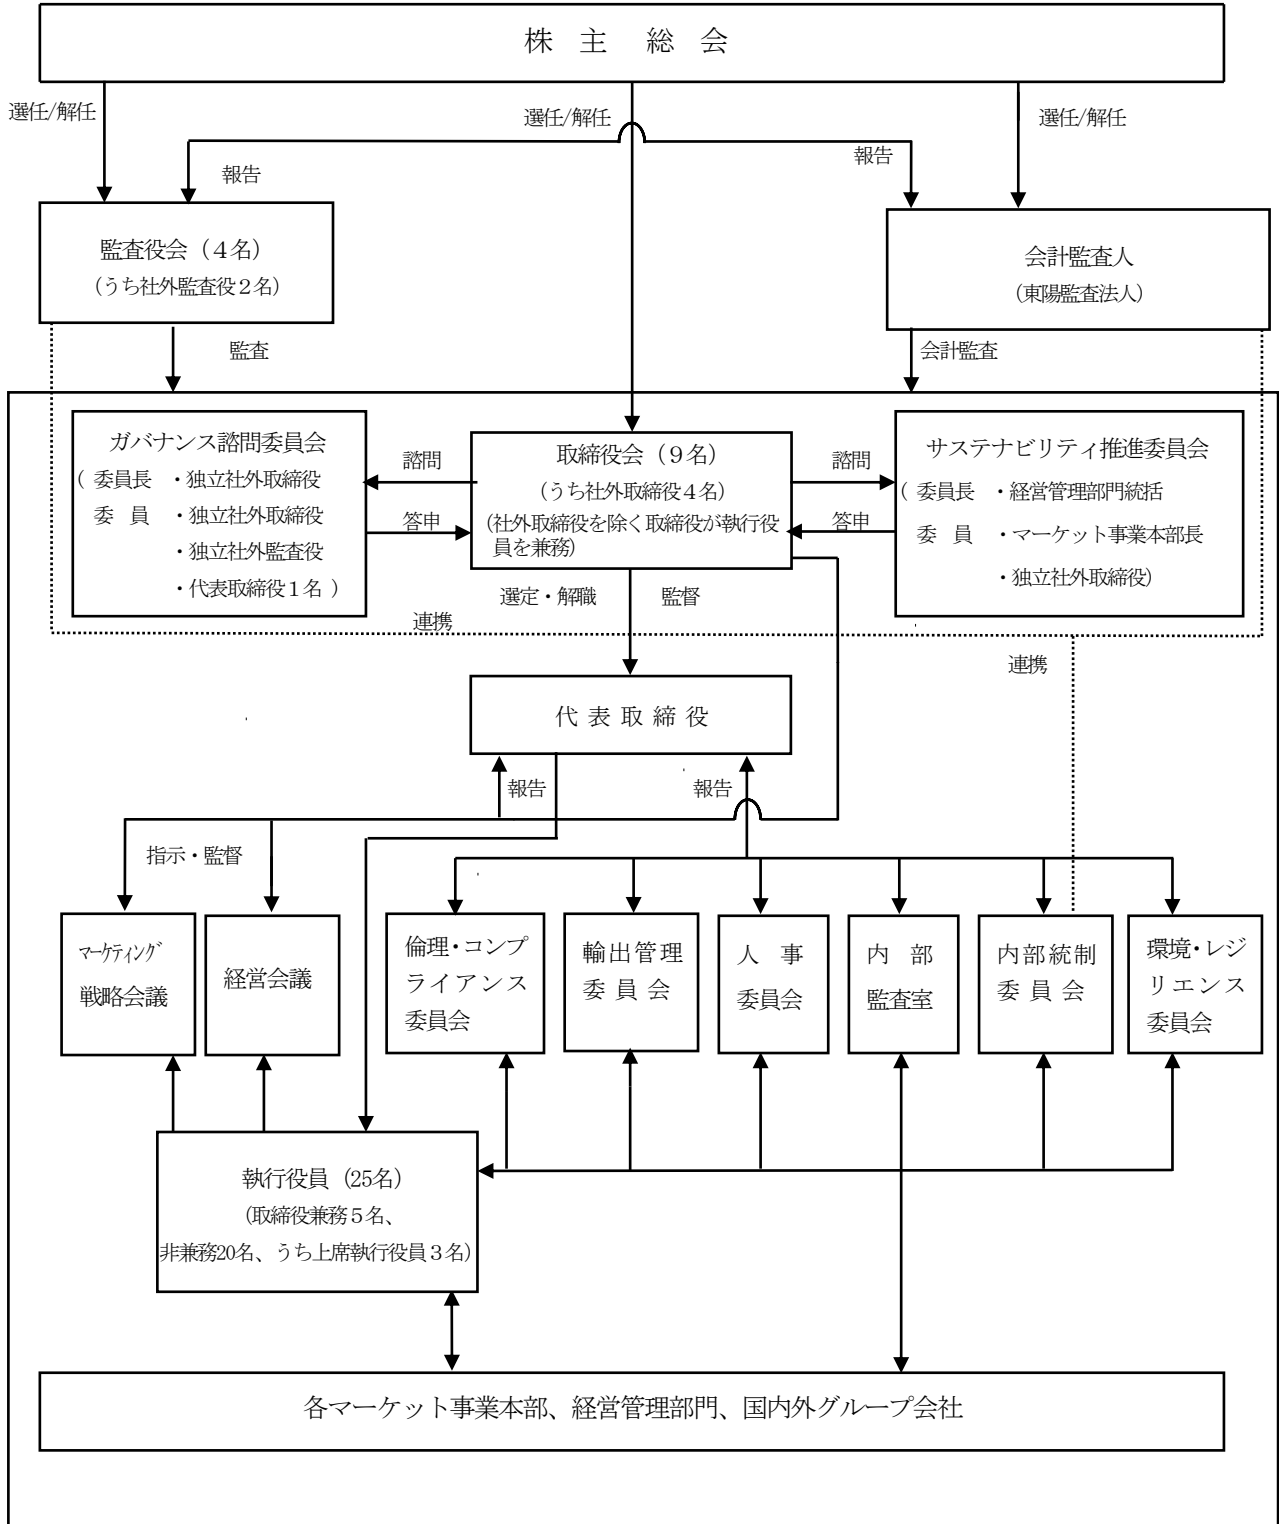 株 主 総 会
選任/解任
選任/解任
選任/解任
報告
報告
監査役会（４名）
（うち社外監査役２名）
会計監査人
（東陽監査法人）
監査
会計監査
ガバナンス諮問委員会
（ 委員長 ・独立社外取締役
委 員 ・独立社外取締役
・独立社外監査役
・代表取締役１名 ）
諮問
答申
取締役会（９名）
（うち社外取締役４名）
（社外取締役を除く取締役が執行役
員を兼務）
諮問
答申
サステナビリティ推進委員会
（ 委員長 ・経営管理部門統括
委 員 ・マーケット事業本部長
・独立社外取締役）
選定・解職
監督
連携
連携
代 表 取 締 役
報告
報告
指示・監督
マーケティング
戦略会議
経営会議
倫理・コンプ
ライアンス
委員会
輸出管理
委 員 会
人 事
委員会
内 部
監査室
内部統制
委 員 会
環境・レジ
リエンス
委員会
執行役員（25名）
（取締役兼務５名、
非兼務20名、うち上席執行役員３名）
各マーケット事業本部、経営管理部門、国内外グループ会社